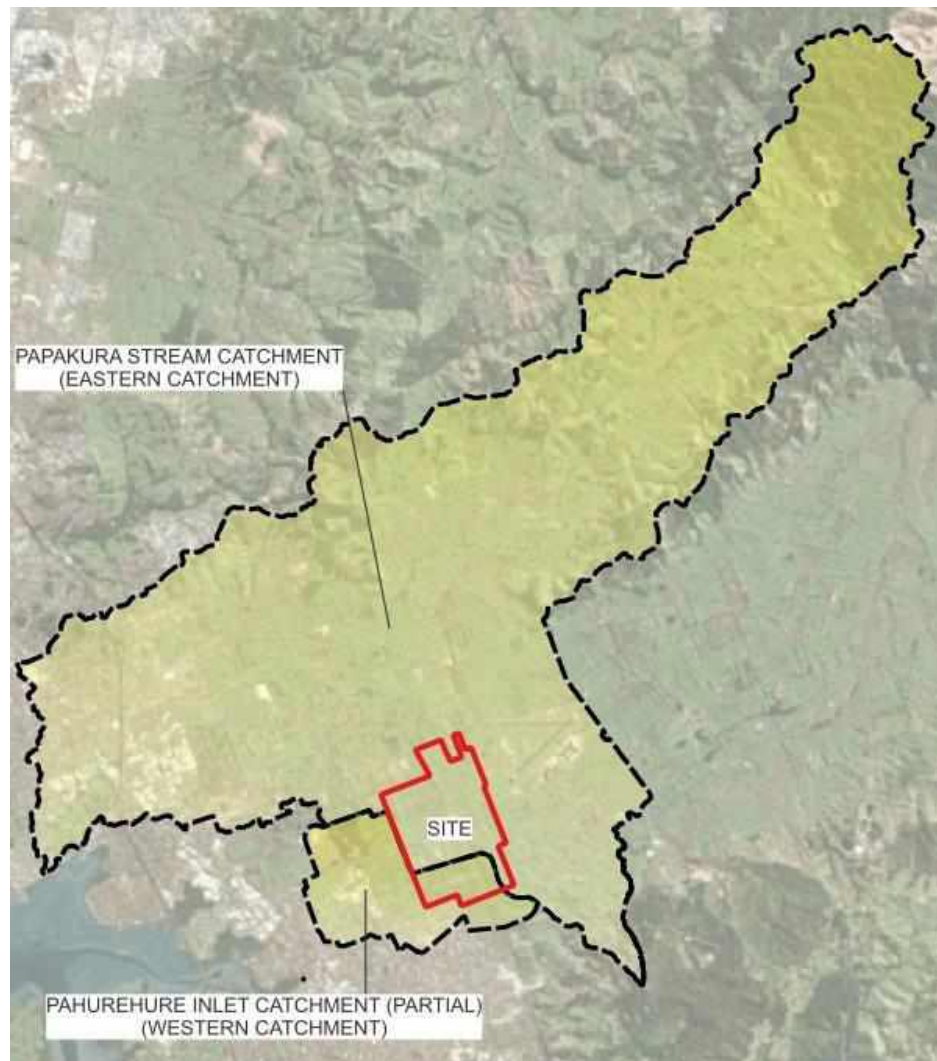 PAPAKURA STREAM CATCHMENT
(EASTERN CATCHMENT)
SITE
PAHUREHURE INLET CATCHMENT (PARTIAL)
(WESTERN CATCHMENT)